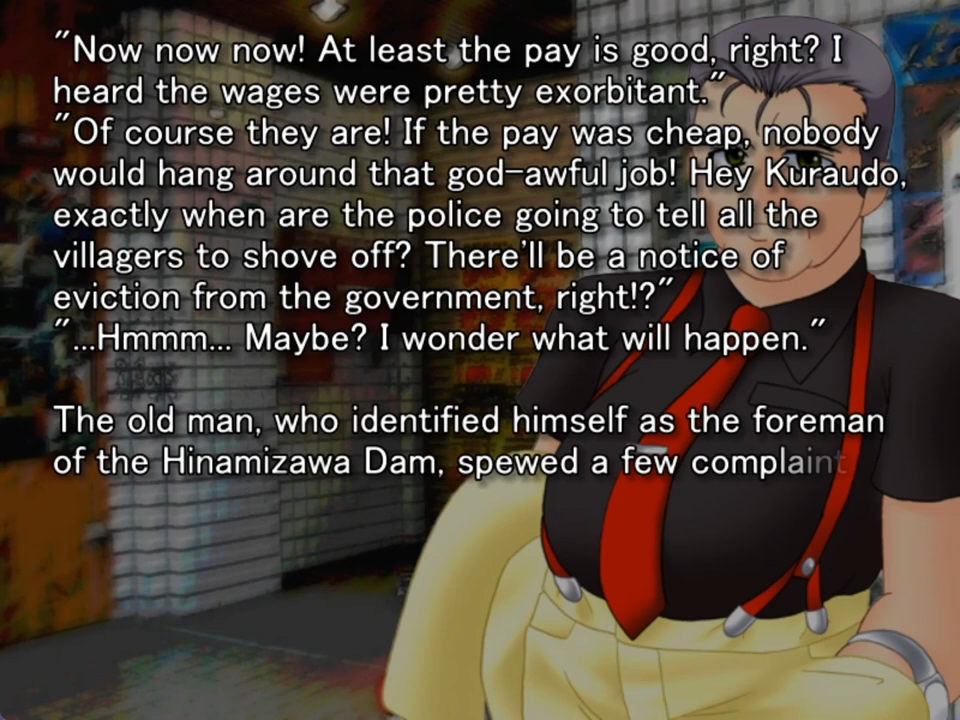 "Now now now! At least the pay is good, right? I
heard the wages were pretty exorbitant."
"Of course they are! If the pay was cheap, nobody
would hang around that god-awful job! Hey Kuraudo,
exactly when are the police going to tell all the
villagers to shove off? There'll be a notice of
eviction from the government, right!?"
"...Hmmm... Maybe? I wonder what will happen."
The old man, who identified himself as the foreman
of the Hinamizawa Dam, spewed a few complaint